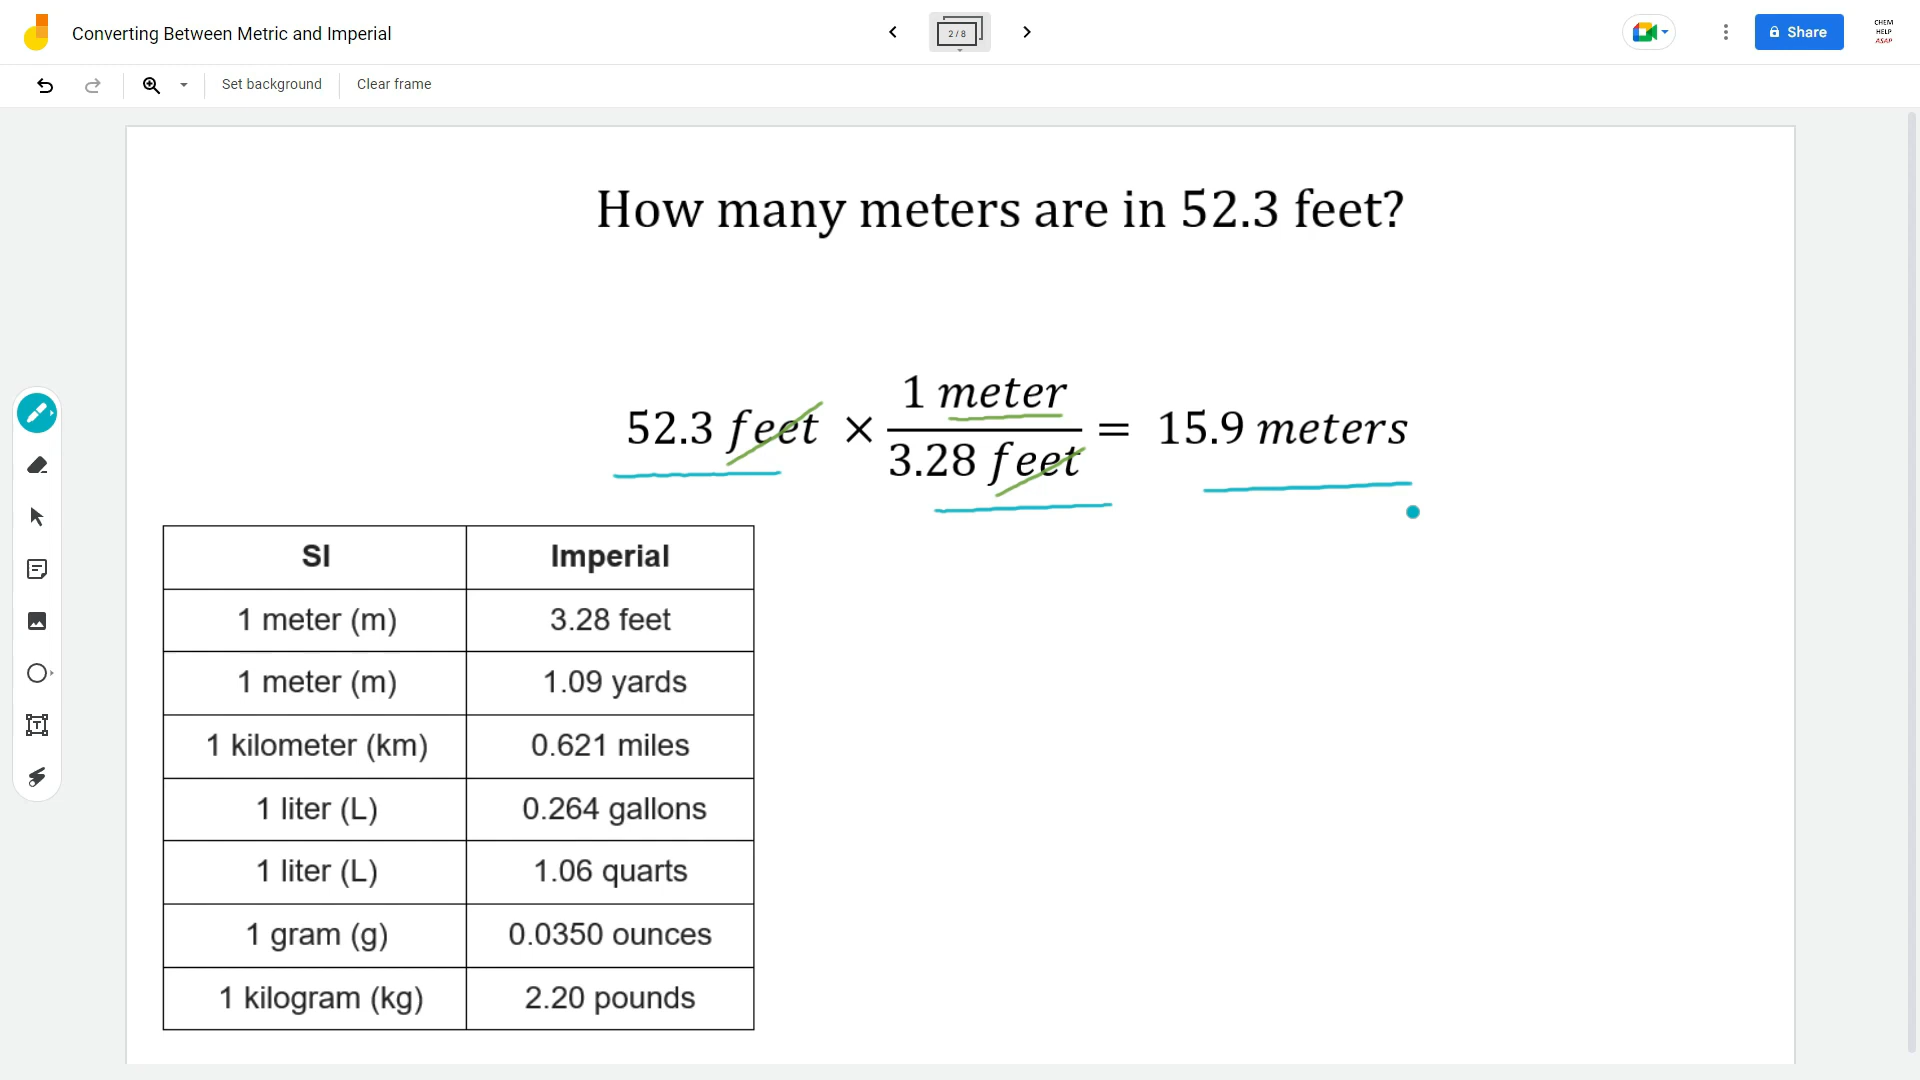 Converting Between Metric and Imperial
2 / 8
Share
CHEM
HELP
ASAP
Set background
Clear frame
How many meters are in 52.3 feet?
52.3 feet × 1 meter / 3.28 feet = 15.9 meters
SI Imperial
1 meter (m) 3.28 feet
1 meter (m) 1.09 yards
1 kilometer (km) 0.621 miles
1 liter (L) 0.264 gallons
1 liter (L) 1.06 quarts
1 gram (g) 0.0350 ounces
1 kilogram (kg) 2.20 pounds